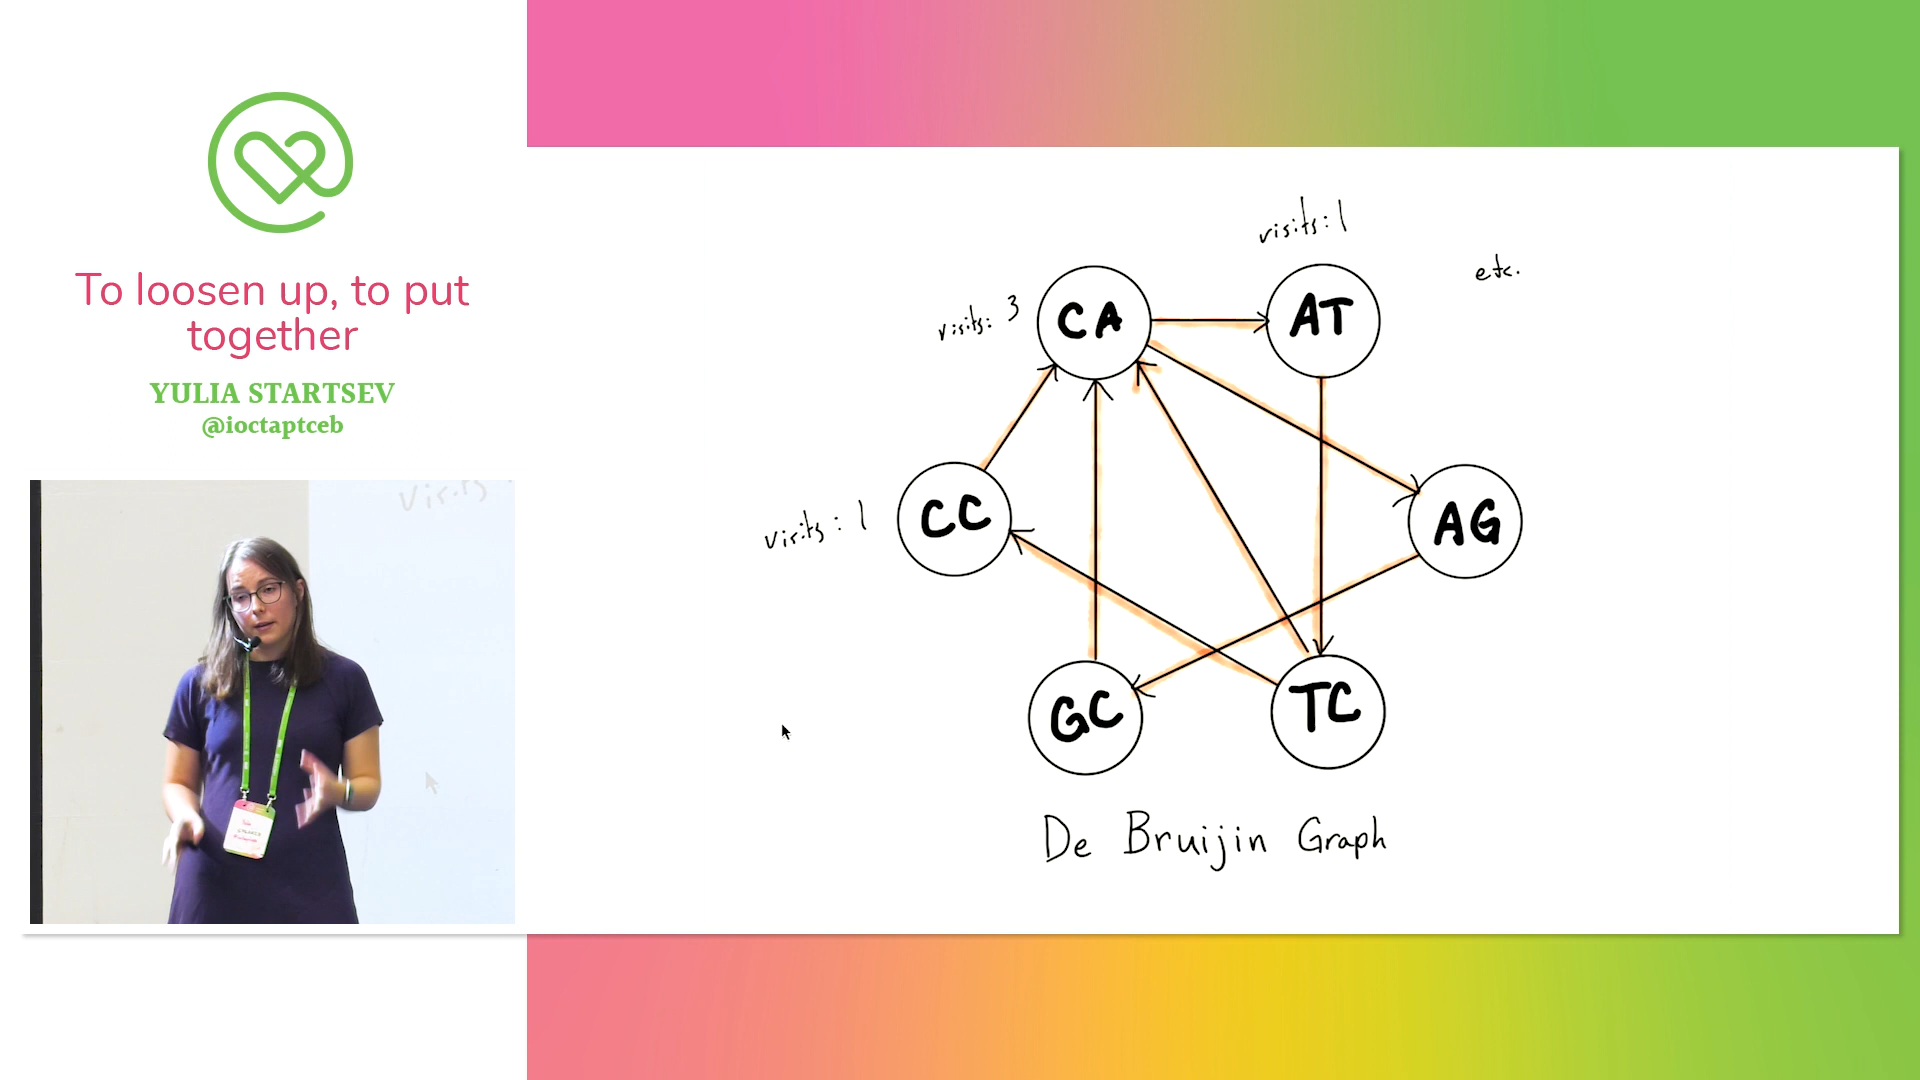 To loosen up, to put
together
YULIA STARTSEV
@ioctaptceb
visits: 1
etc.
visits: 3
CA
AT
visits: 1
CC
AG
GC
TC
De Bruijin Graph
visits